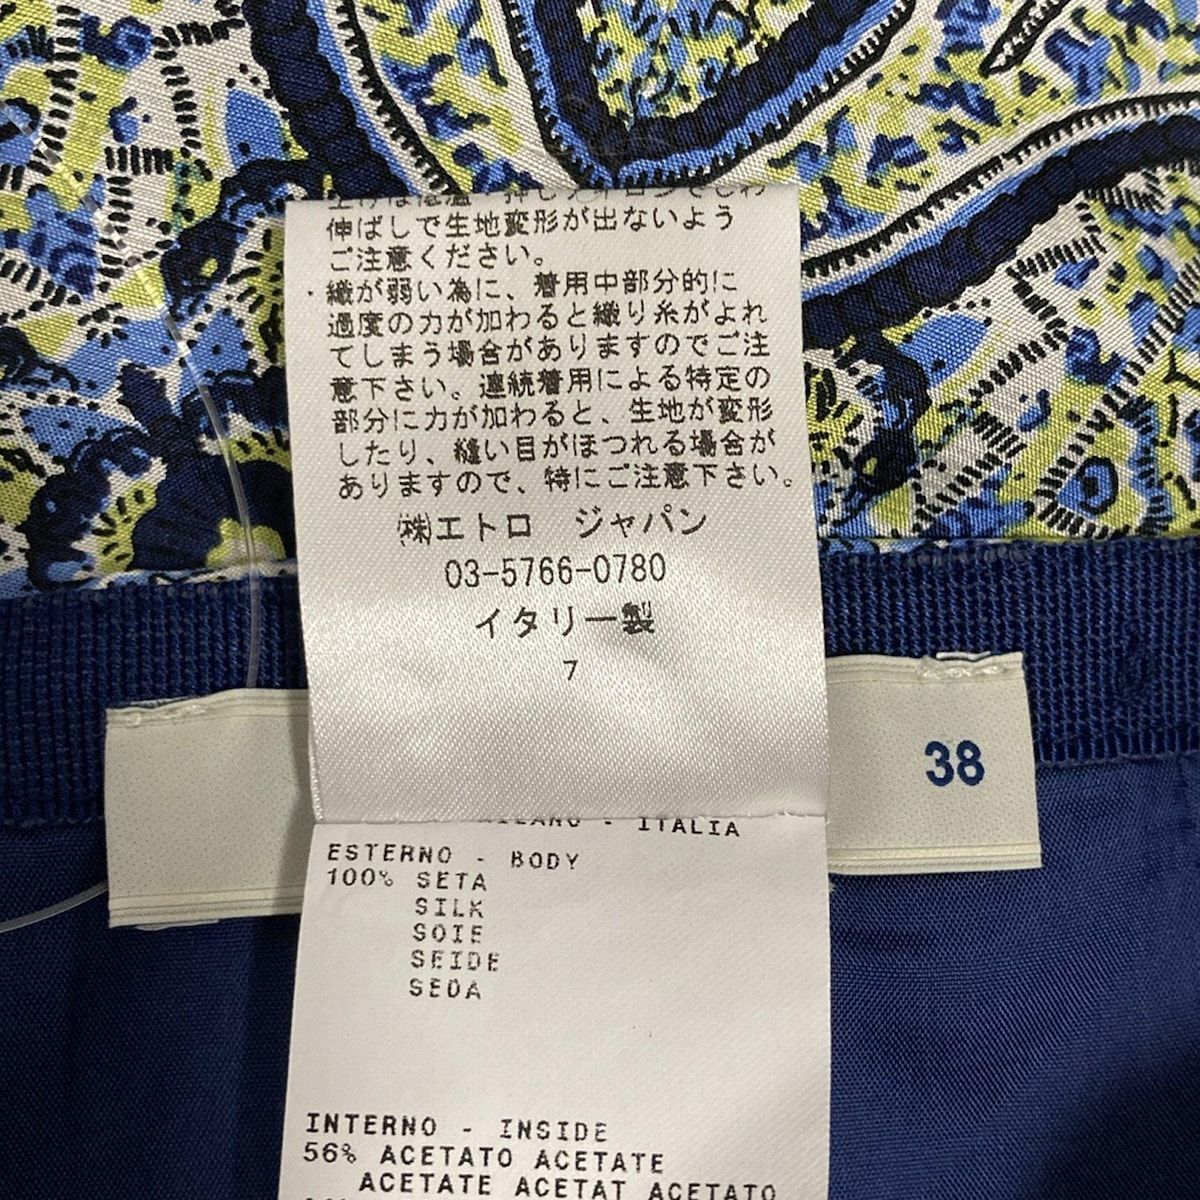 伸ばしで生地変形が出ないよう
ご注意ください。
・織が弱い為に、着用中部分的に
過度の力が加わると織り糸がよれ
てしまう場合がありますのでご注
意下さい。連続着用による特定の
部分に力が加わると、生地が変形
したり、縫い目がほつれる場合が
ありますので、特にご注意下さい。
㈱エトロ　ジャパン
03-5766-0780
イタリー製
7
38
MILANO - ITALIA
ESTERNO - BODY
100% SETA
SILK
SOIE
SEIDE
SEDA
INTERNO - INSIDE
56% ACETATO ACETATE
ACETATE ACETAT ACETATO